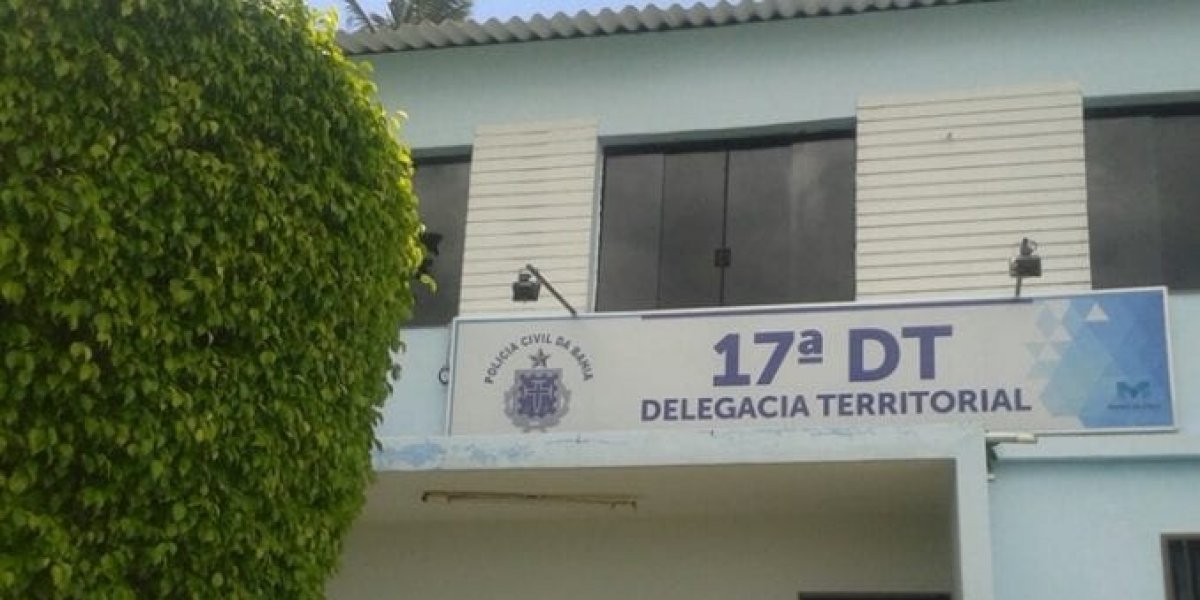 POLÍCIA CIVIL DA BAHIA
17ª DT
DELEGACIA TERRITORIAL